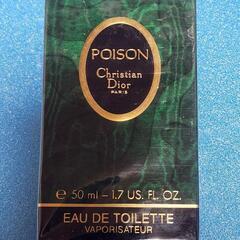 POISON
Christian
Dior
PARIS
℮ 50 ml - 1.7 US. FL. OZ.
EAU DE TOILETTE
VAPORISATEUR